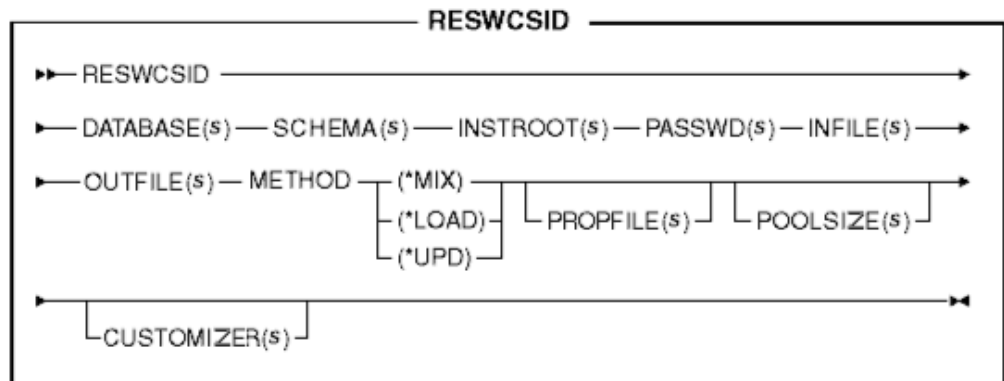 RESWCSID
RESWCSID
DATABASE(s) SCHEMA(s) INSTROOT(s) PASSWD(s) INFILE(s)
OUTFILE(s) METHOD (*MIX)
(*LOAD) PROPFILE(s) POOLSIZE(s)
(*UPD)
CUSTOMIZER(s)